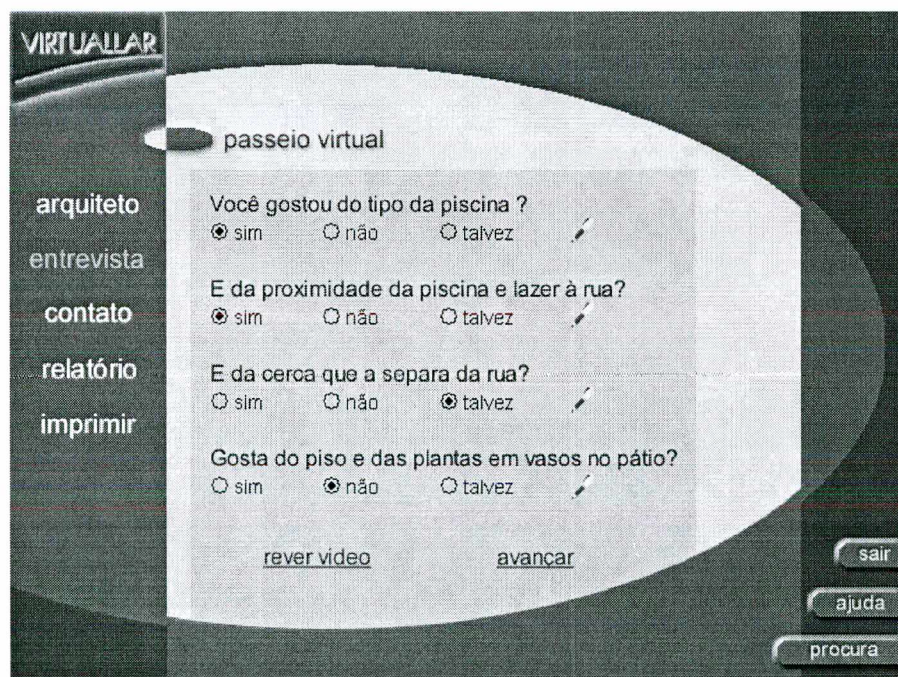 VIRTUALLAR
passeio virtual
arquiteto
entrevista
contato
relatório
imprimir
Você gostou do tipo da piscina ?
sim não talvez
E da proximidade da piscina e lazer à rua?
sim não talvez
E da cerca que a separa da rua?
sim não talvez
Gosta do piso e das plantas em vasos no pátio?
sim não talvez
rever video avançar
sair
ajuda
procura